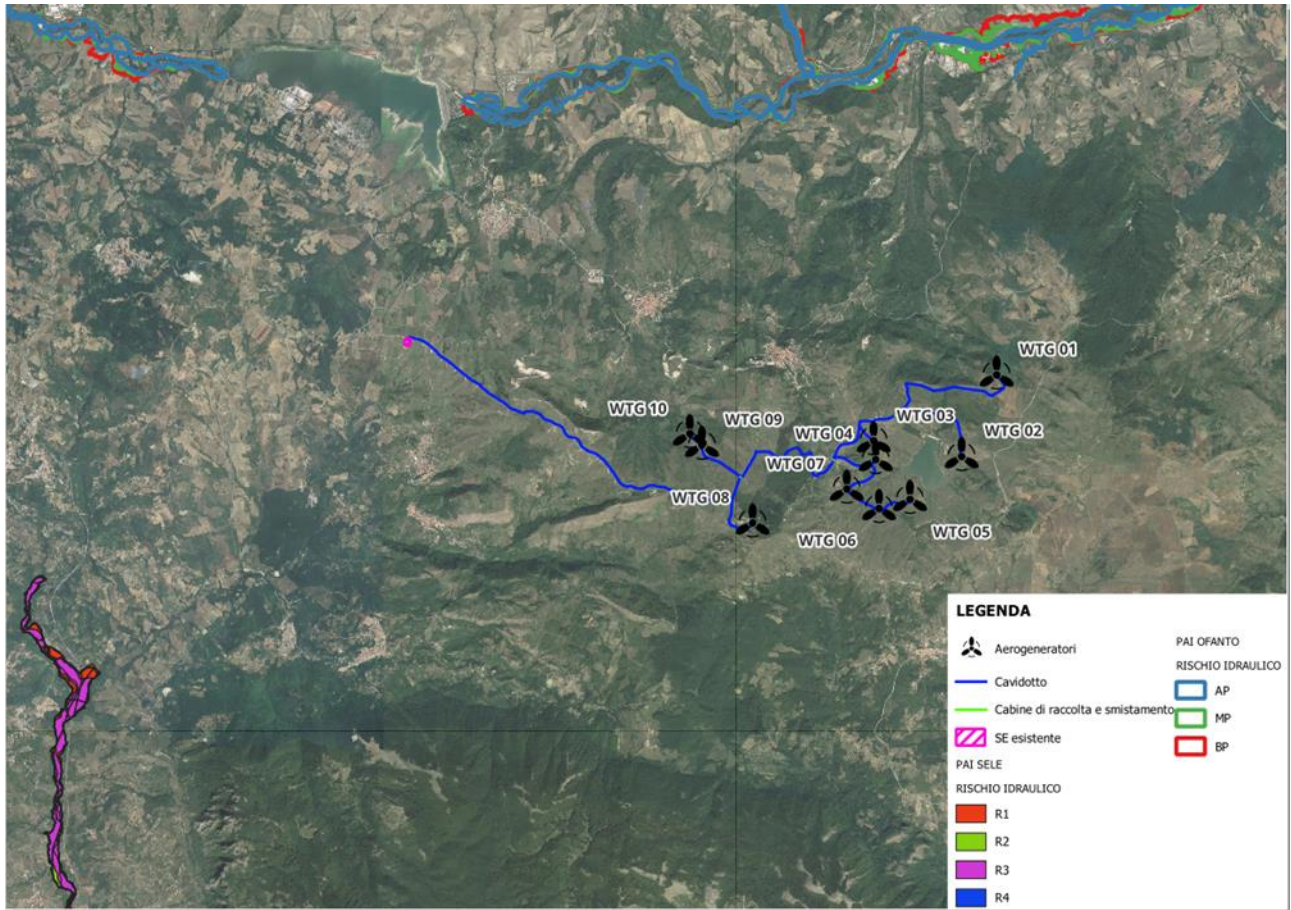 WTG 01
WTG 10
WTG 09
WTG 03
WTG 04
WTG 02
WTG 07
WTG 08
WTG 06
WTG 05
LEGENDA
Aerogeneratori
Cavidotto
Cabine di raccolta e smistamento
SE esistente
PAI SELE
RISCHIO IDRAULICO
R1
R2
R3
R4
PAI OFANTO
RISCHIO IDRAULICO
AP
MP
BP